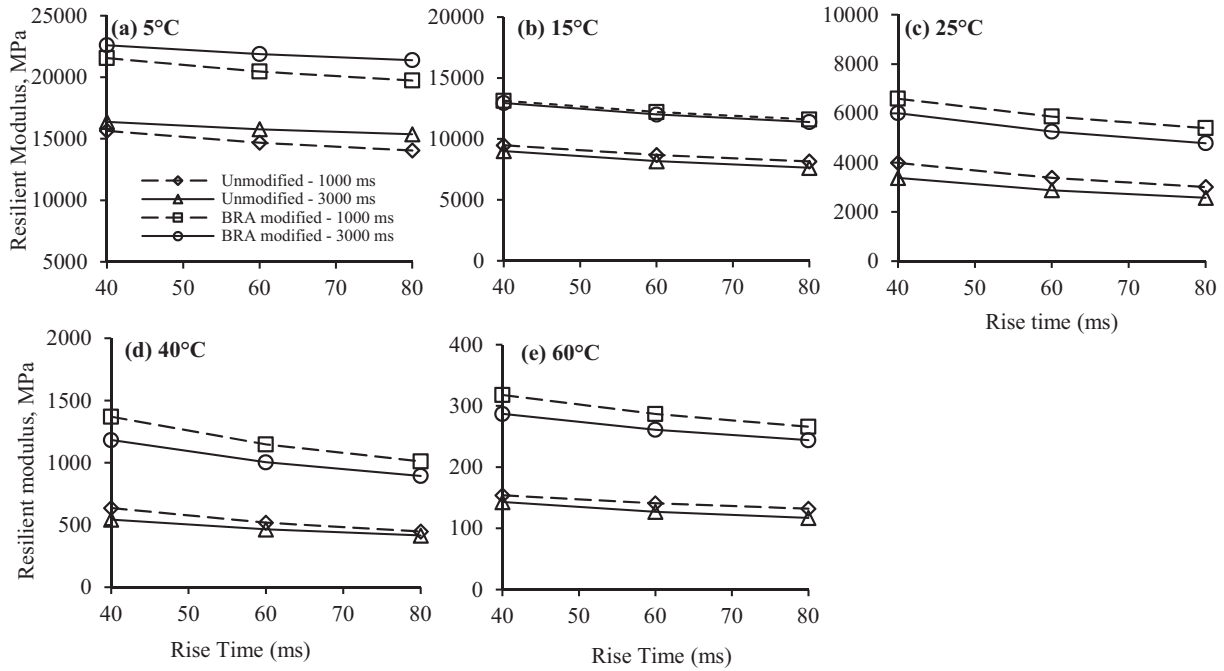 (a) 5°C
Resilient Modulus, MPa
25000
20000
15000
10000
5000
Unmodified - 1000 ms
Unmodified - 3000 ms
BRA modified - 1000 ms
BRA modified - 3000 ms
40 50 60 70 80
(b) 15°C
20000
15000
10000
5000
0
40 50 60 70 80
(c) 25°C
10000
8000
6000
4000
2000
0
40 50 60 70 80
Rise time (ms)
(d) 40°C
Resilient modulus, MPa
2000
1500
1000
500
0
40 50 60 70 80
Rise Time (ms)
(e) 60°C
400
300
200
100
0
40 50 60 70 80
Rise Time (ms)